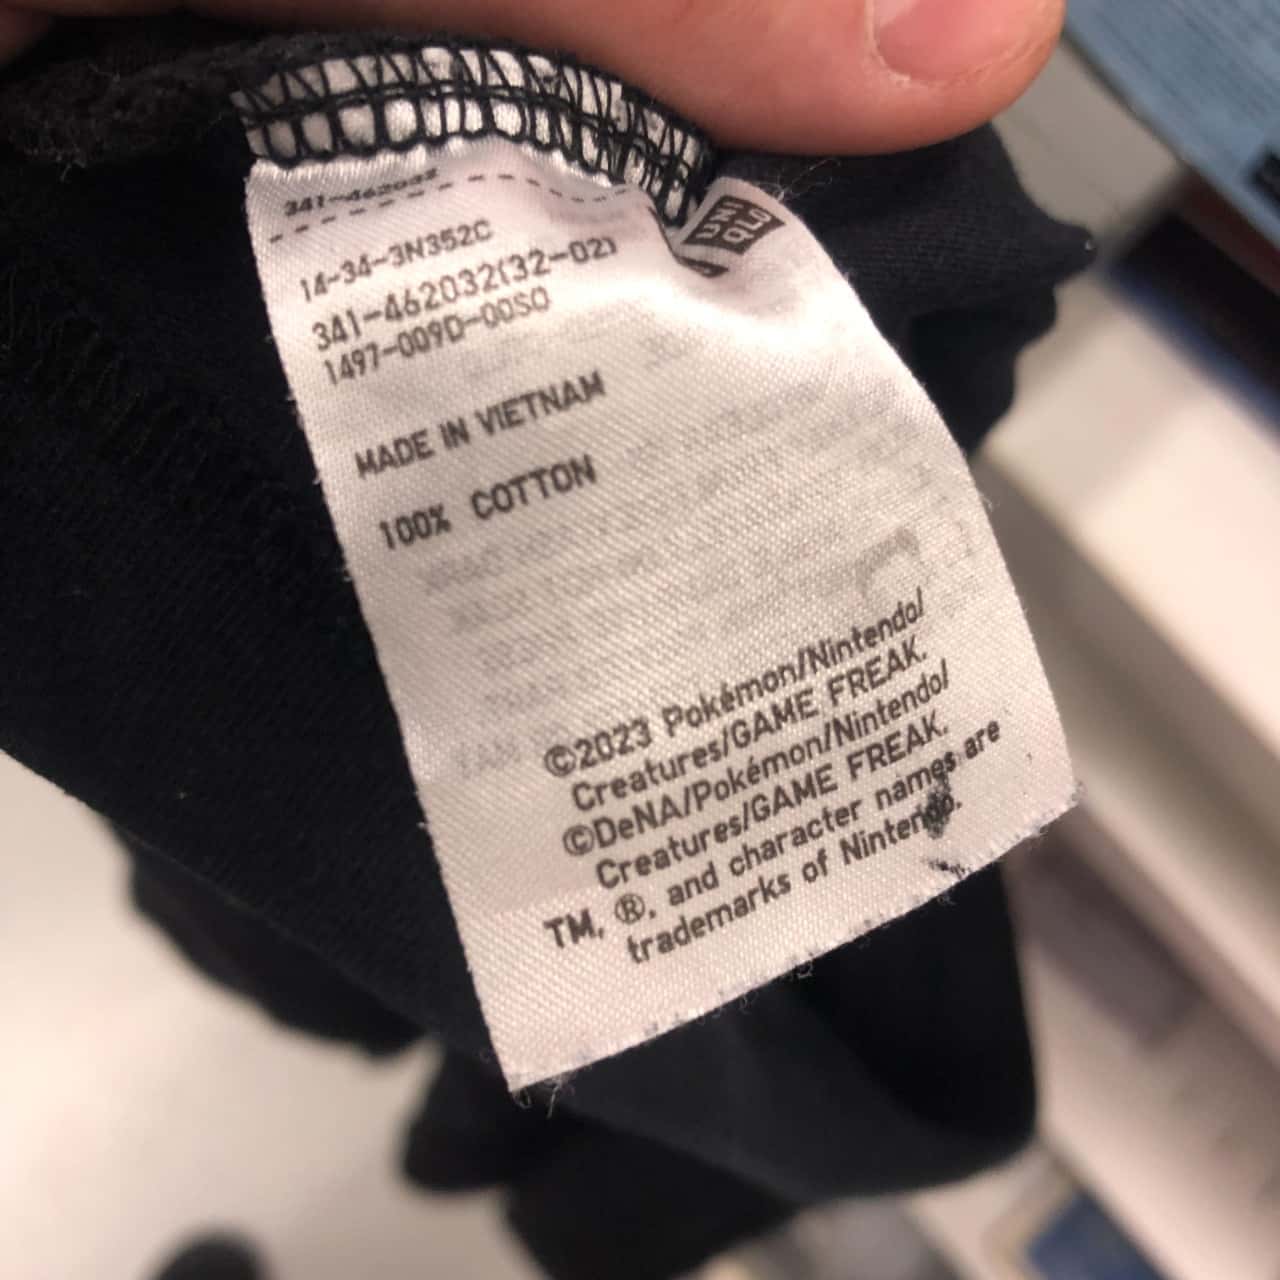 341-462032
UNI
QLO
14-34-3N352C
341-462032(32-02)
1497-009D-00SO
MADE IN VIETNAM
100% COTTON
©2023 Pokémon/Nintendo/
Creatures/GAME FREAK.
©DeNA/Pokémon/Nintendo/
Creatures/GAME FREAK.
TM, ®, and character names are
trademarks of Nintendo.